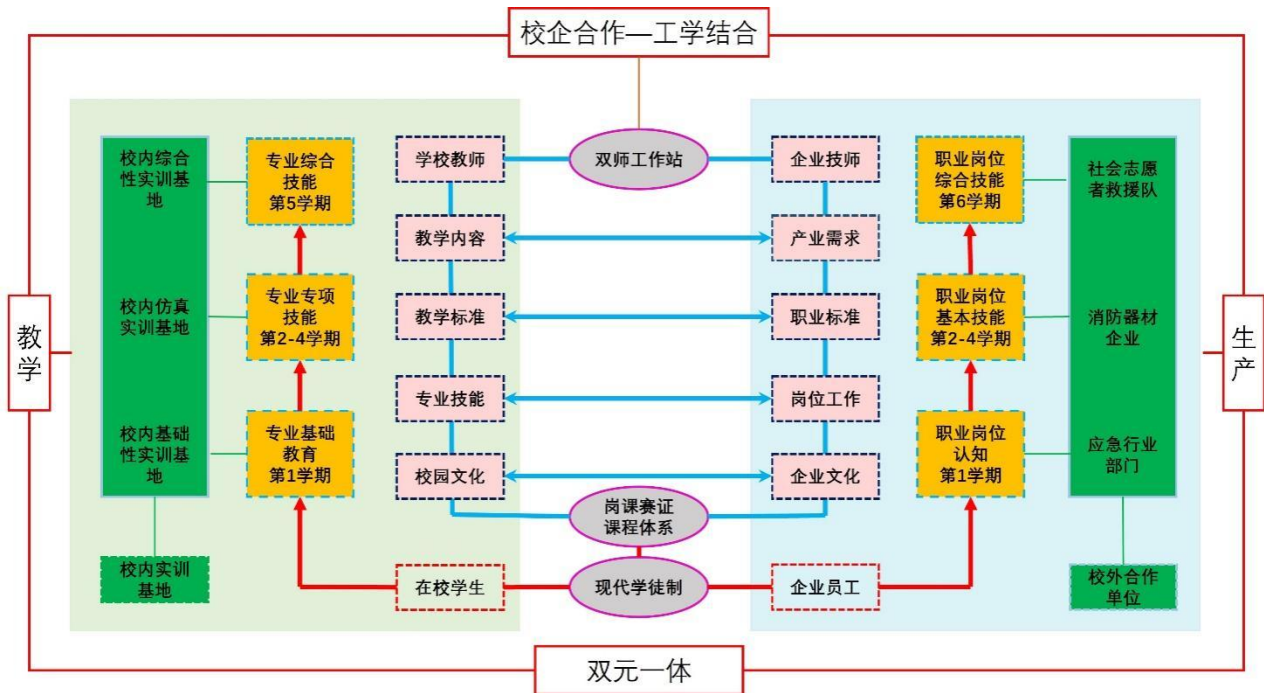 校企合作—工学结合
校内综合
性实训基
地
专业综合
技能
第5学期
学校教师
双师工作站
企业技师
职业岗位
综合技能
第6学期
社会志愿
者救援队
教学内容
产业需求
教
学
校内仿真
实训基地
专业专项
技能
第2-4学期
教学标准
职业标准
职业岗位
基本技能
第2-4学期
消防器材
企业
生
产
专业技能
岗位工作
校内基础
性实训基
地
专业基础
教育
第1学期
校园文化
企业文化
职业岗位
认知
第1学期
应急行业
部门
岗课赛证
课程体系
校内实训
基地
在校学生
现代学徒制
企业员工
校外合作
单位
双元一体